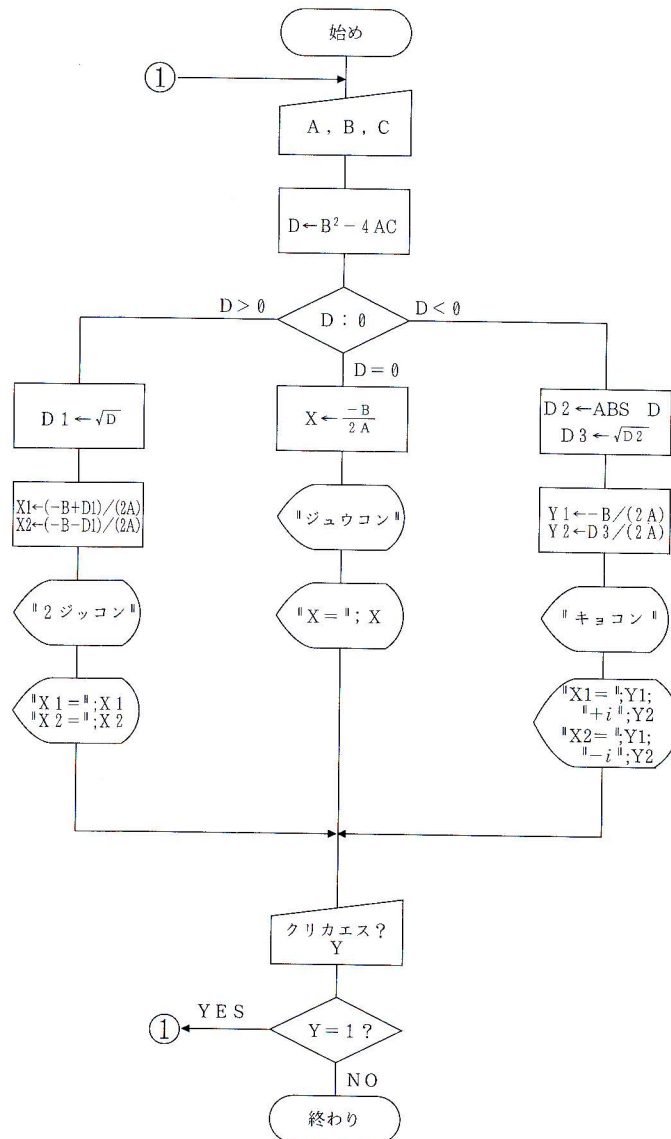 始め
①
A , B , C
D←B²−4AC
D>0
D:0
D<0
D=0
D1←√D
X1←(-B+D1)/(2A)
X2←(-B-D1)/(2A)
"2ジッコン"
"X1=";X1
"X2=";X2
X←−B/2A
"ジュウコン"
"X=";X
D2←ABS D
D3←√D2
Y1←−B/(2A)
Y2←D3/(2A)
"キョコン"
"X1=";Y1;
"+i";Y2
"X2=";Y1;
"−i";Y2
クリカエス?
Y
① YES
Y=1?
NO
終わり